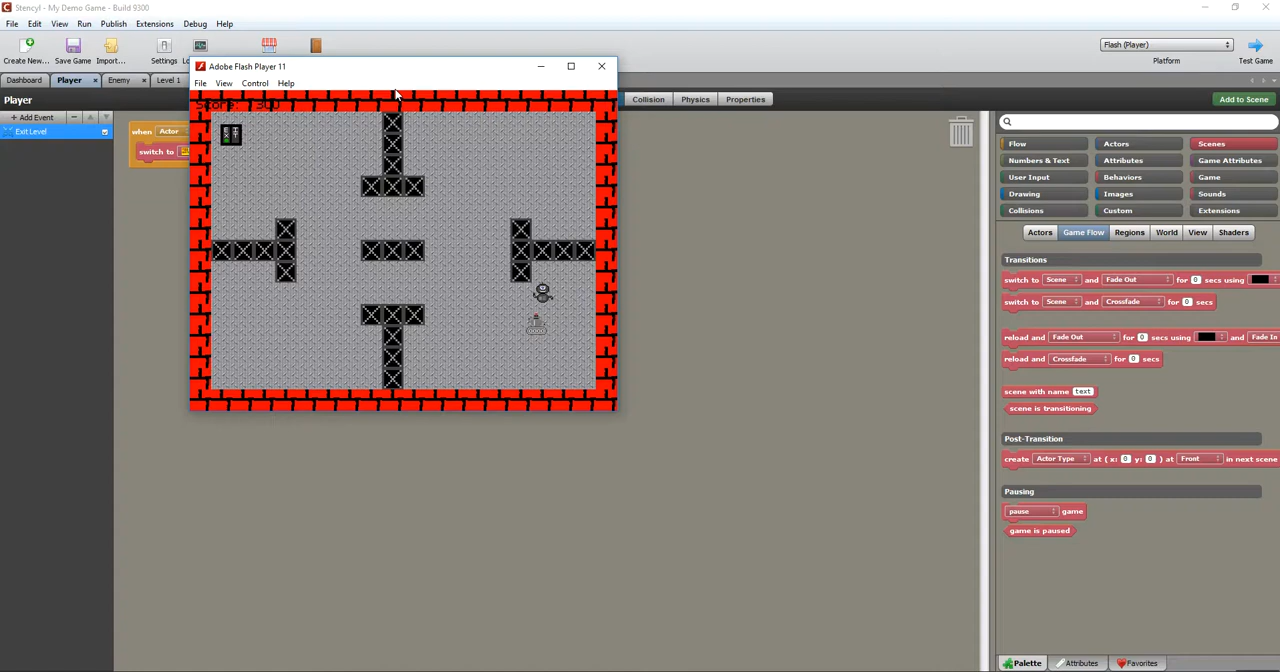 Stencyl - My Demo Game - Build 9300
File Edit View Run Publish Extensions Debug Help
Create New... Save Game Import... Settings
Platform
Flash (Player)
Test Game
Dashboard Player Enemy Level 1
Adobe Flash Player 11
File View Control Help
Player
Collision Physics Properties
Add to Scene
+ Add Event
Exit Level
when Actor
switch to
Score: 300
EX IT
Flow Actors Scenes
Numbers & Text Attributes Game Attributes
User Input Behaviors Game
Drawing Images Sounds
Collisions Custom Extensions
Actors Game Flow Regions World View Shaders
Transitions
switch to Scene and Fade Out for 0 secs using
switch to Scene and Crossfade for 0 secs
reload and Fade Out for 0 secs using and Fade In
reload and Crossfade for 0 secs
scene with name text
scene is transitioning
Post-Transition
create Actor Type at ( x: 0 y: 0 ) at Front in next scene
Pausing
pause game
game is paused
Palette Attributes Favorites